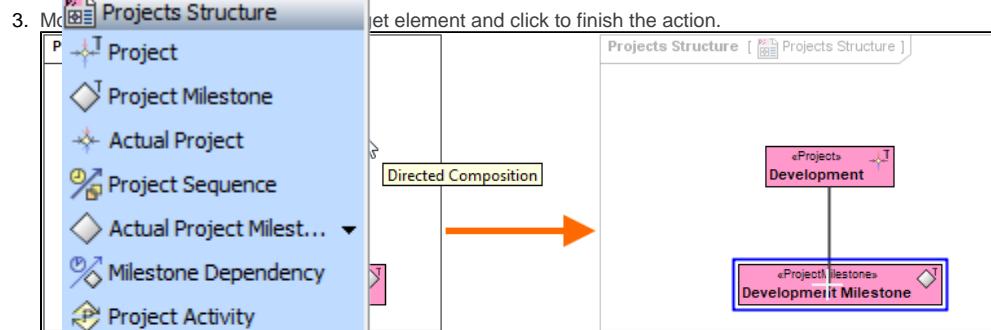 3. Mo
et element and click to finish the action.
Projects Structure
Project
Project Milestone
Actual Project
Project Sequence
Actual Project Milest...
Milestone Dependency
Project Activity
P
Directed Composition
Projects Structure [ Projects Structure ]
«Project»
Development
«ProjectMilestone»
Development Milestone